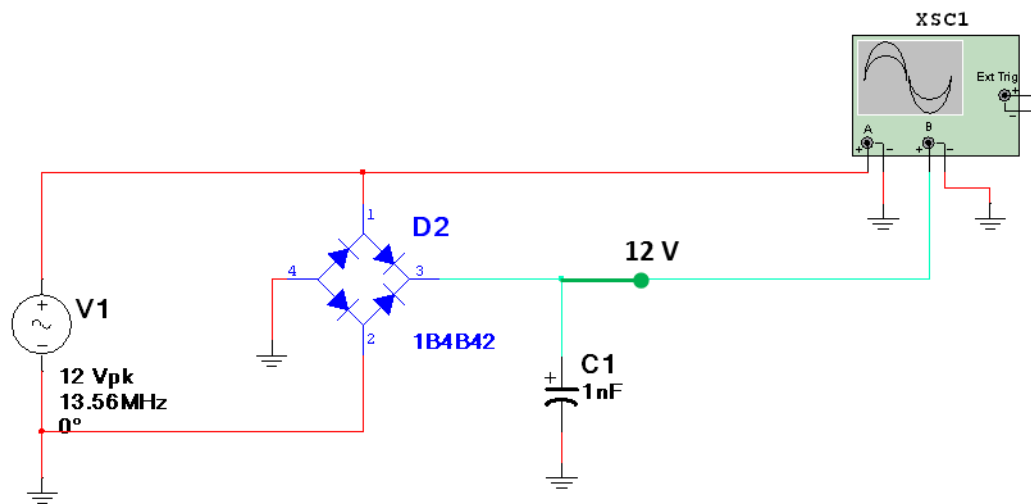 XSC1
Ext Trig
+
-
A
B
+ - + -
1
D2
12 V
4
3
V1
2
1B4B42
C1
1nF
+
12 Vpk
13.56MHz
0°